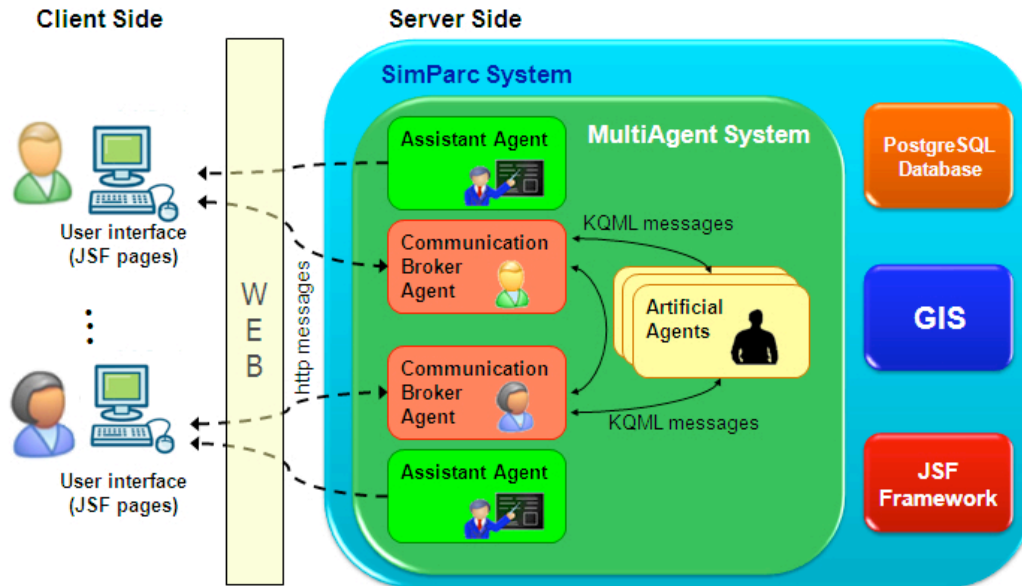 Client Side
Server Side
SimParc System
MultiAgent System
Assistant Agent
PostgreSQL
Database
User interface
(JSF pages)
KQML messages
Communication
Broker
Agent
W
E
B
http messages
Artificial
Agents
GIS
Communication
Broker
Agent
KQML messages
User interface
(JSF pages)
Assistant Agent
JSF
Framework